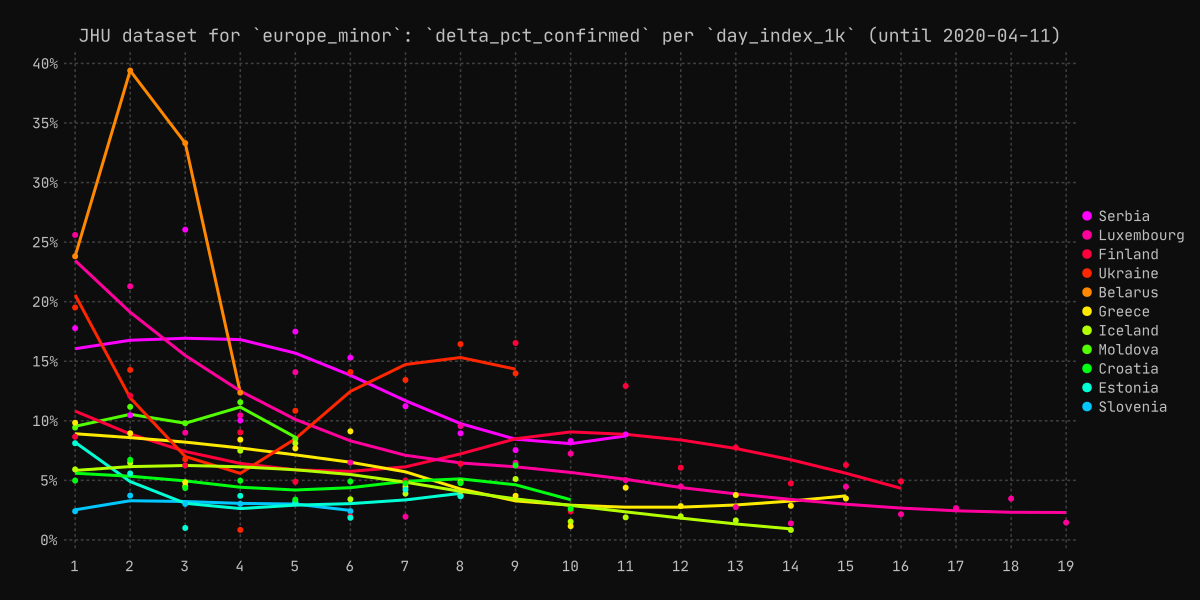 JHU dataset for `europe_minor`: `delta_pct_confirmed` per `day_index_1k` (until 2020-04-11)
40%
35%
30%
25%
20%
15%
10%
5%
0%
1 2 3 4 5 6 7 8 9 10 11 12 13 14 15 16 17 18 19
Serbia
Luxembourg
Finland
Ukraine
Belarus
Greece
Iceland
Moldova
Croatia
Estonia
Slovenia